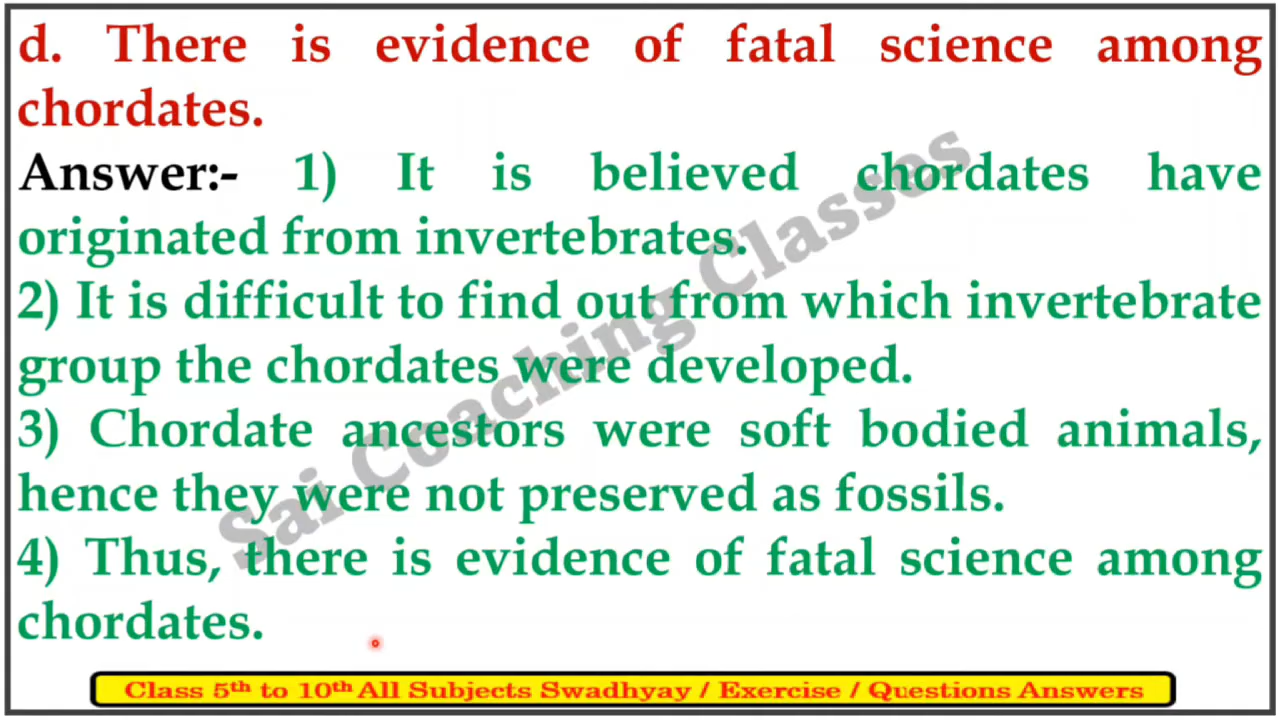 d. There is evidence of fatal science among
chordates.
Answer:- 1) It is believed chordates have
originated from invertebrates.
2) It is difficult to find out from which invertebrate
group the chordates were developed.
3) Chordate ancestors were soft bodied animals,
hence they were not preserved as fossils.
4) Thus, there is evidence of fatal science among
chordates.
Sai Coaching Classes
Class 5th to 10th All Subjects Swadhyay / Exercise / Questions Answers